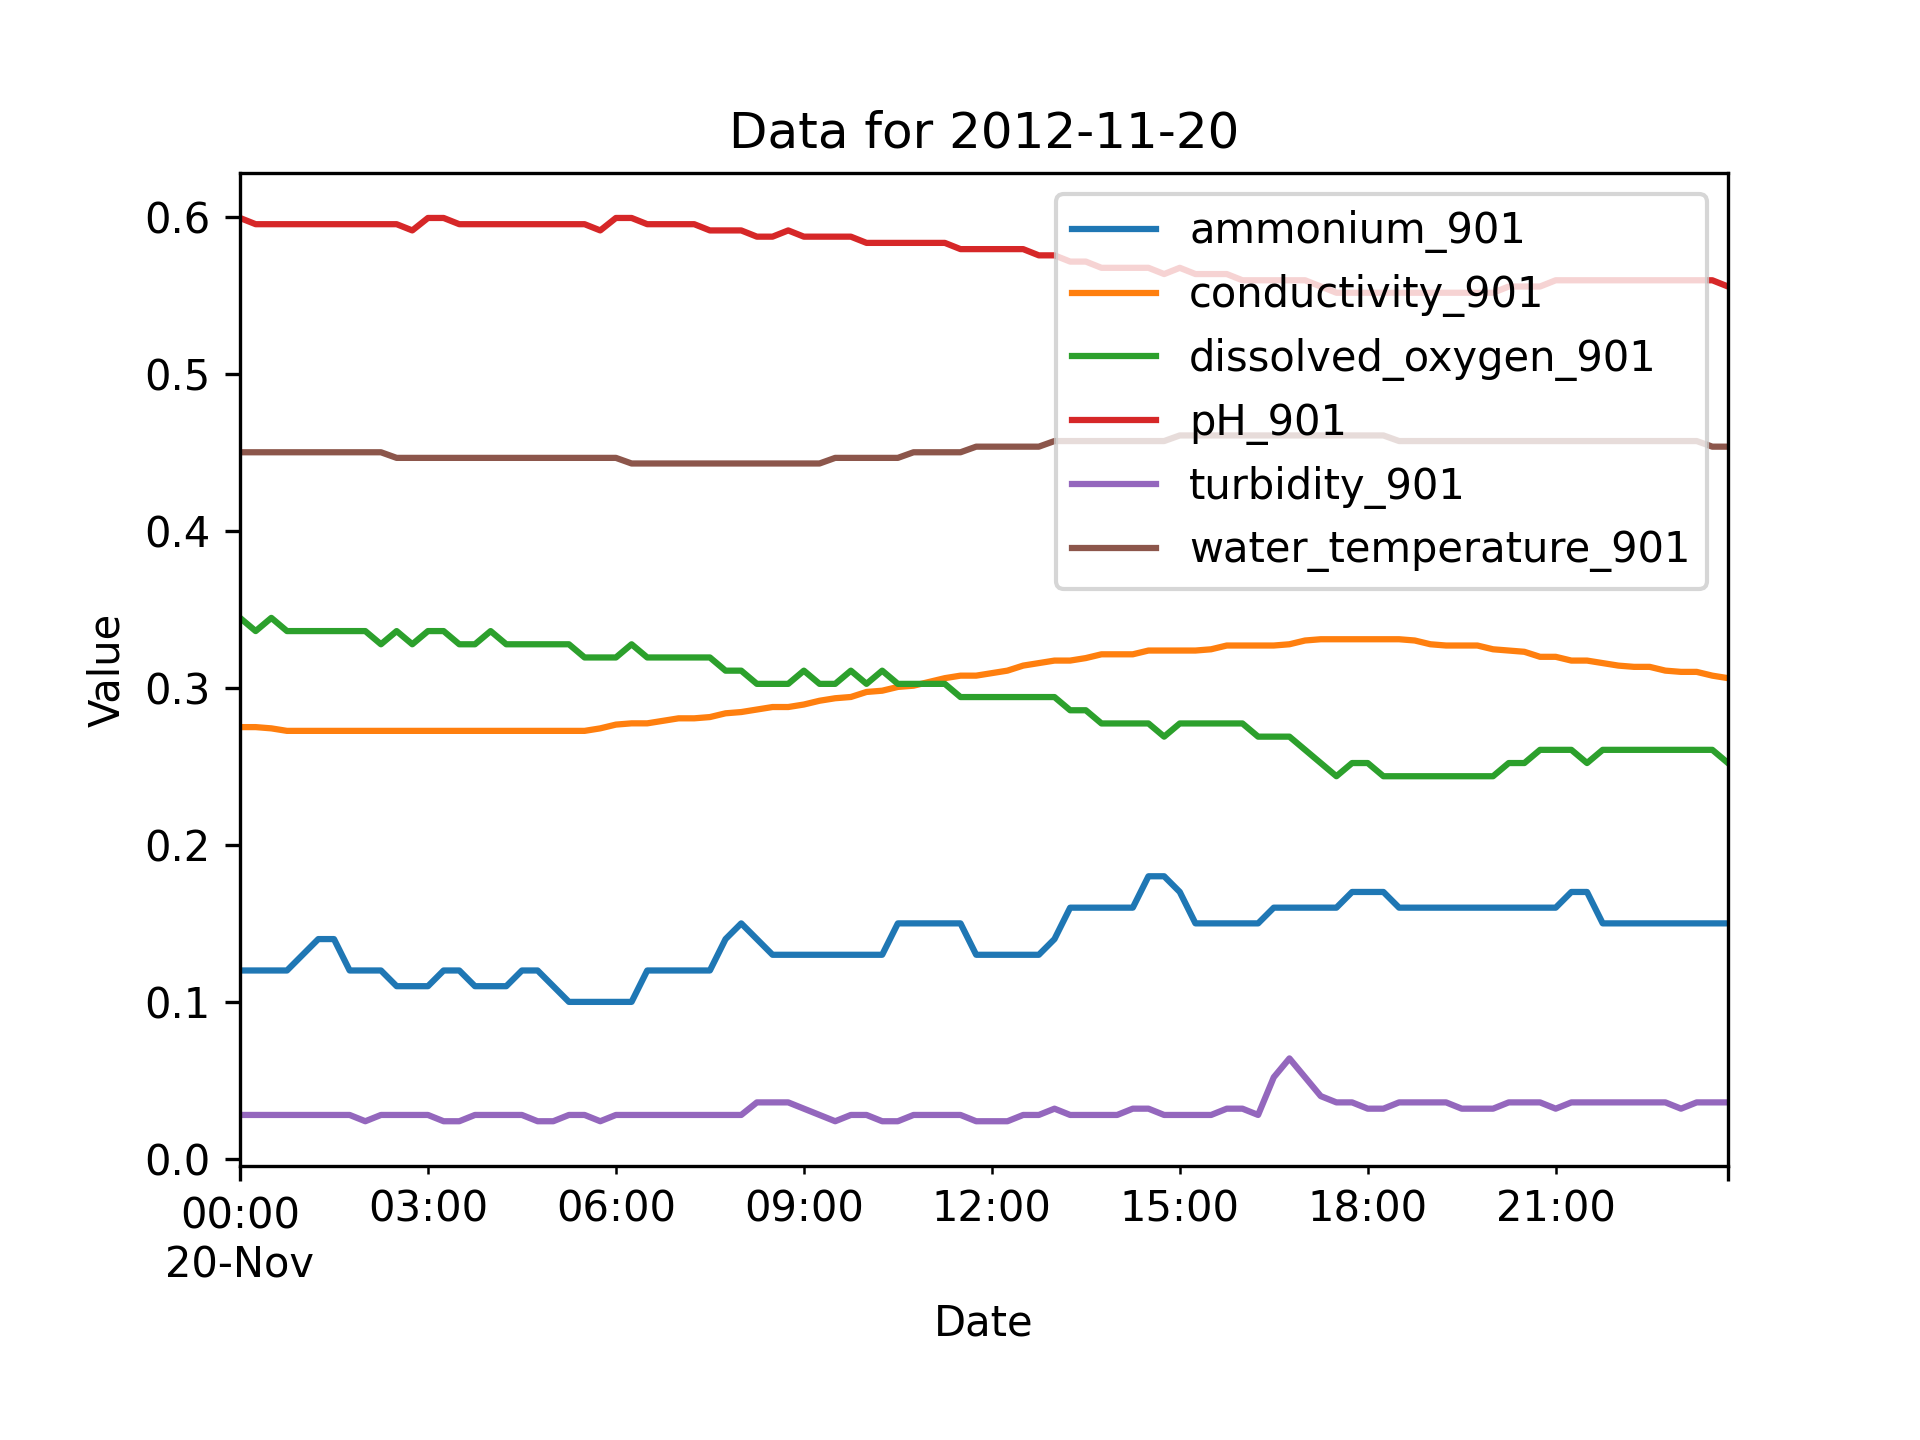 Data for 2012-11-20
0.6
0.5
0.4
0.3
0.2
0.1
0.0
Value
ammonium_901
conductivity_901
dissolved_oxygen_901
pH_901
turbidity_901
water_temperature_901
00:00 03:00 06:00 09:00 12:00 15:00 18:00 21:00
20-Nov
Date